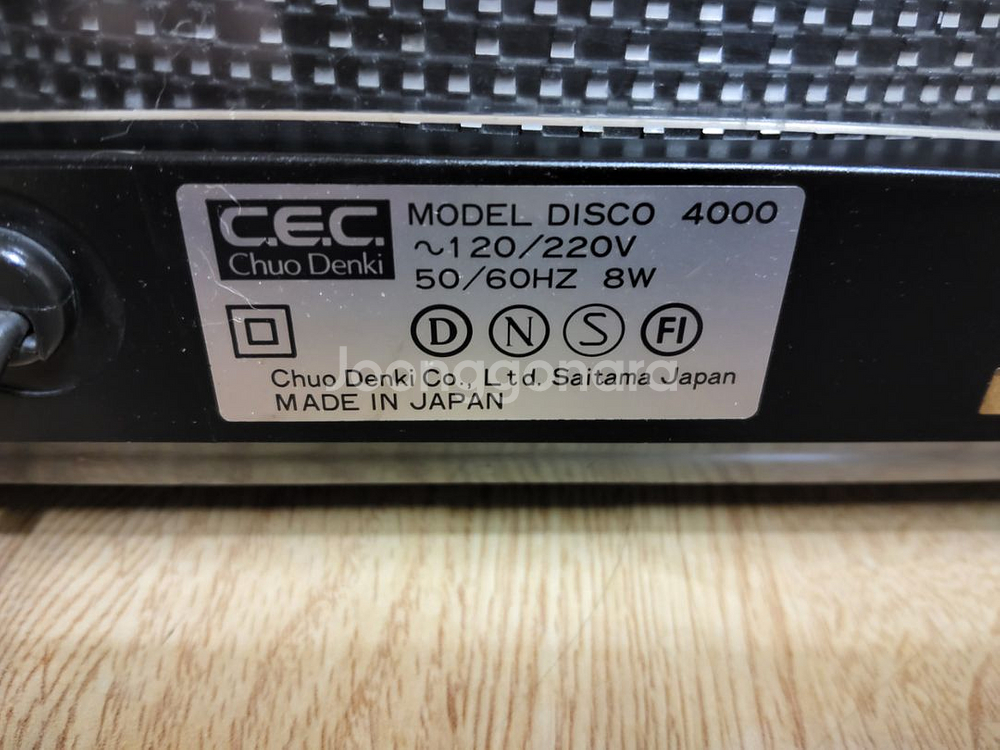 C.E.C.
Chuo Denki
MODEL DISCO 4000
~120/220V
50/60HZ 8W
D N S FI
Joonggonara
Chuo Denki Co., Ltd. Saitama Japan
MADE IN JAPAN